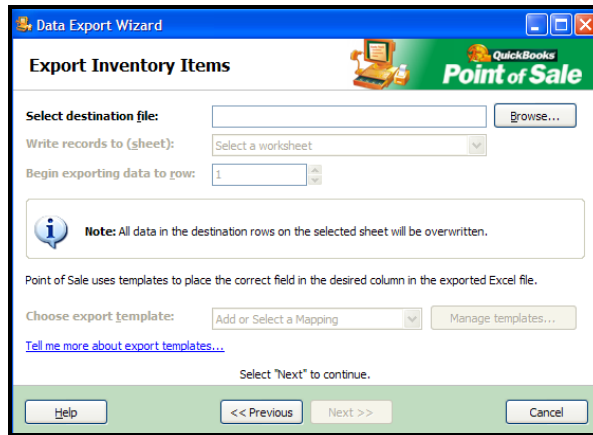 Data Export Wizard
Export Inventory Items
QuickBooks
Point of Sale
Select destination file:
Browse...
Write records to (sheet):
Select a worksheet
Begin exporting data to row:
1
Note: All data in the destination rows on the selected sheet will be overwritten.
Point of Sale uses templates to place the correct field in the desired column in the exported Excel file.
Choose export template:
Add or Select a Mapping
Manage templates...
Tell me more about export templates...
Select "Next" to continue.
Help
<< Previous
Next >>
Cancel